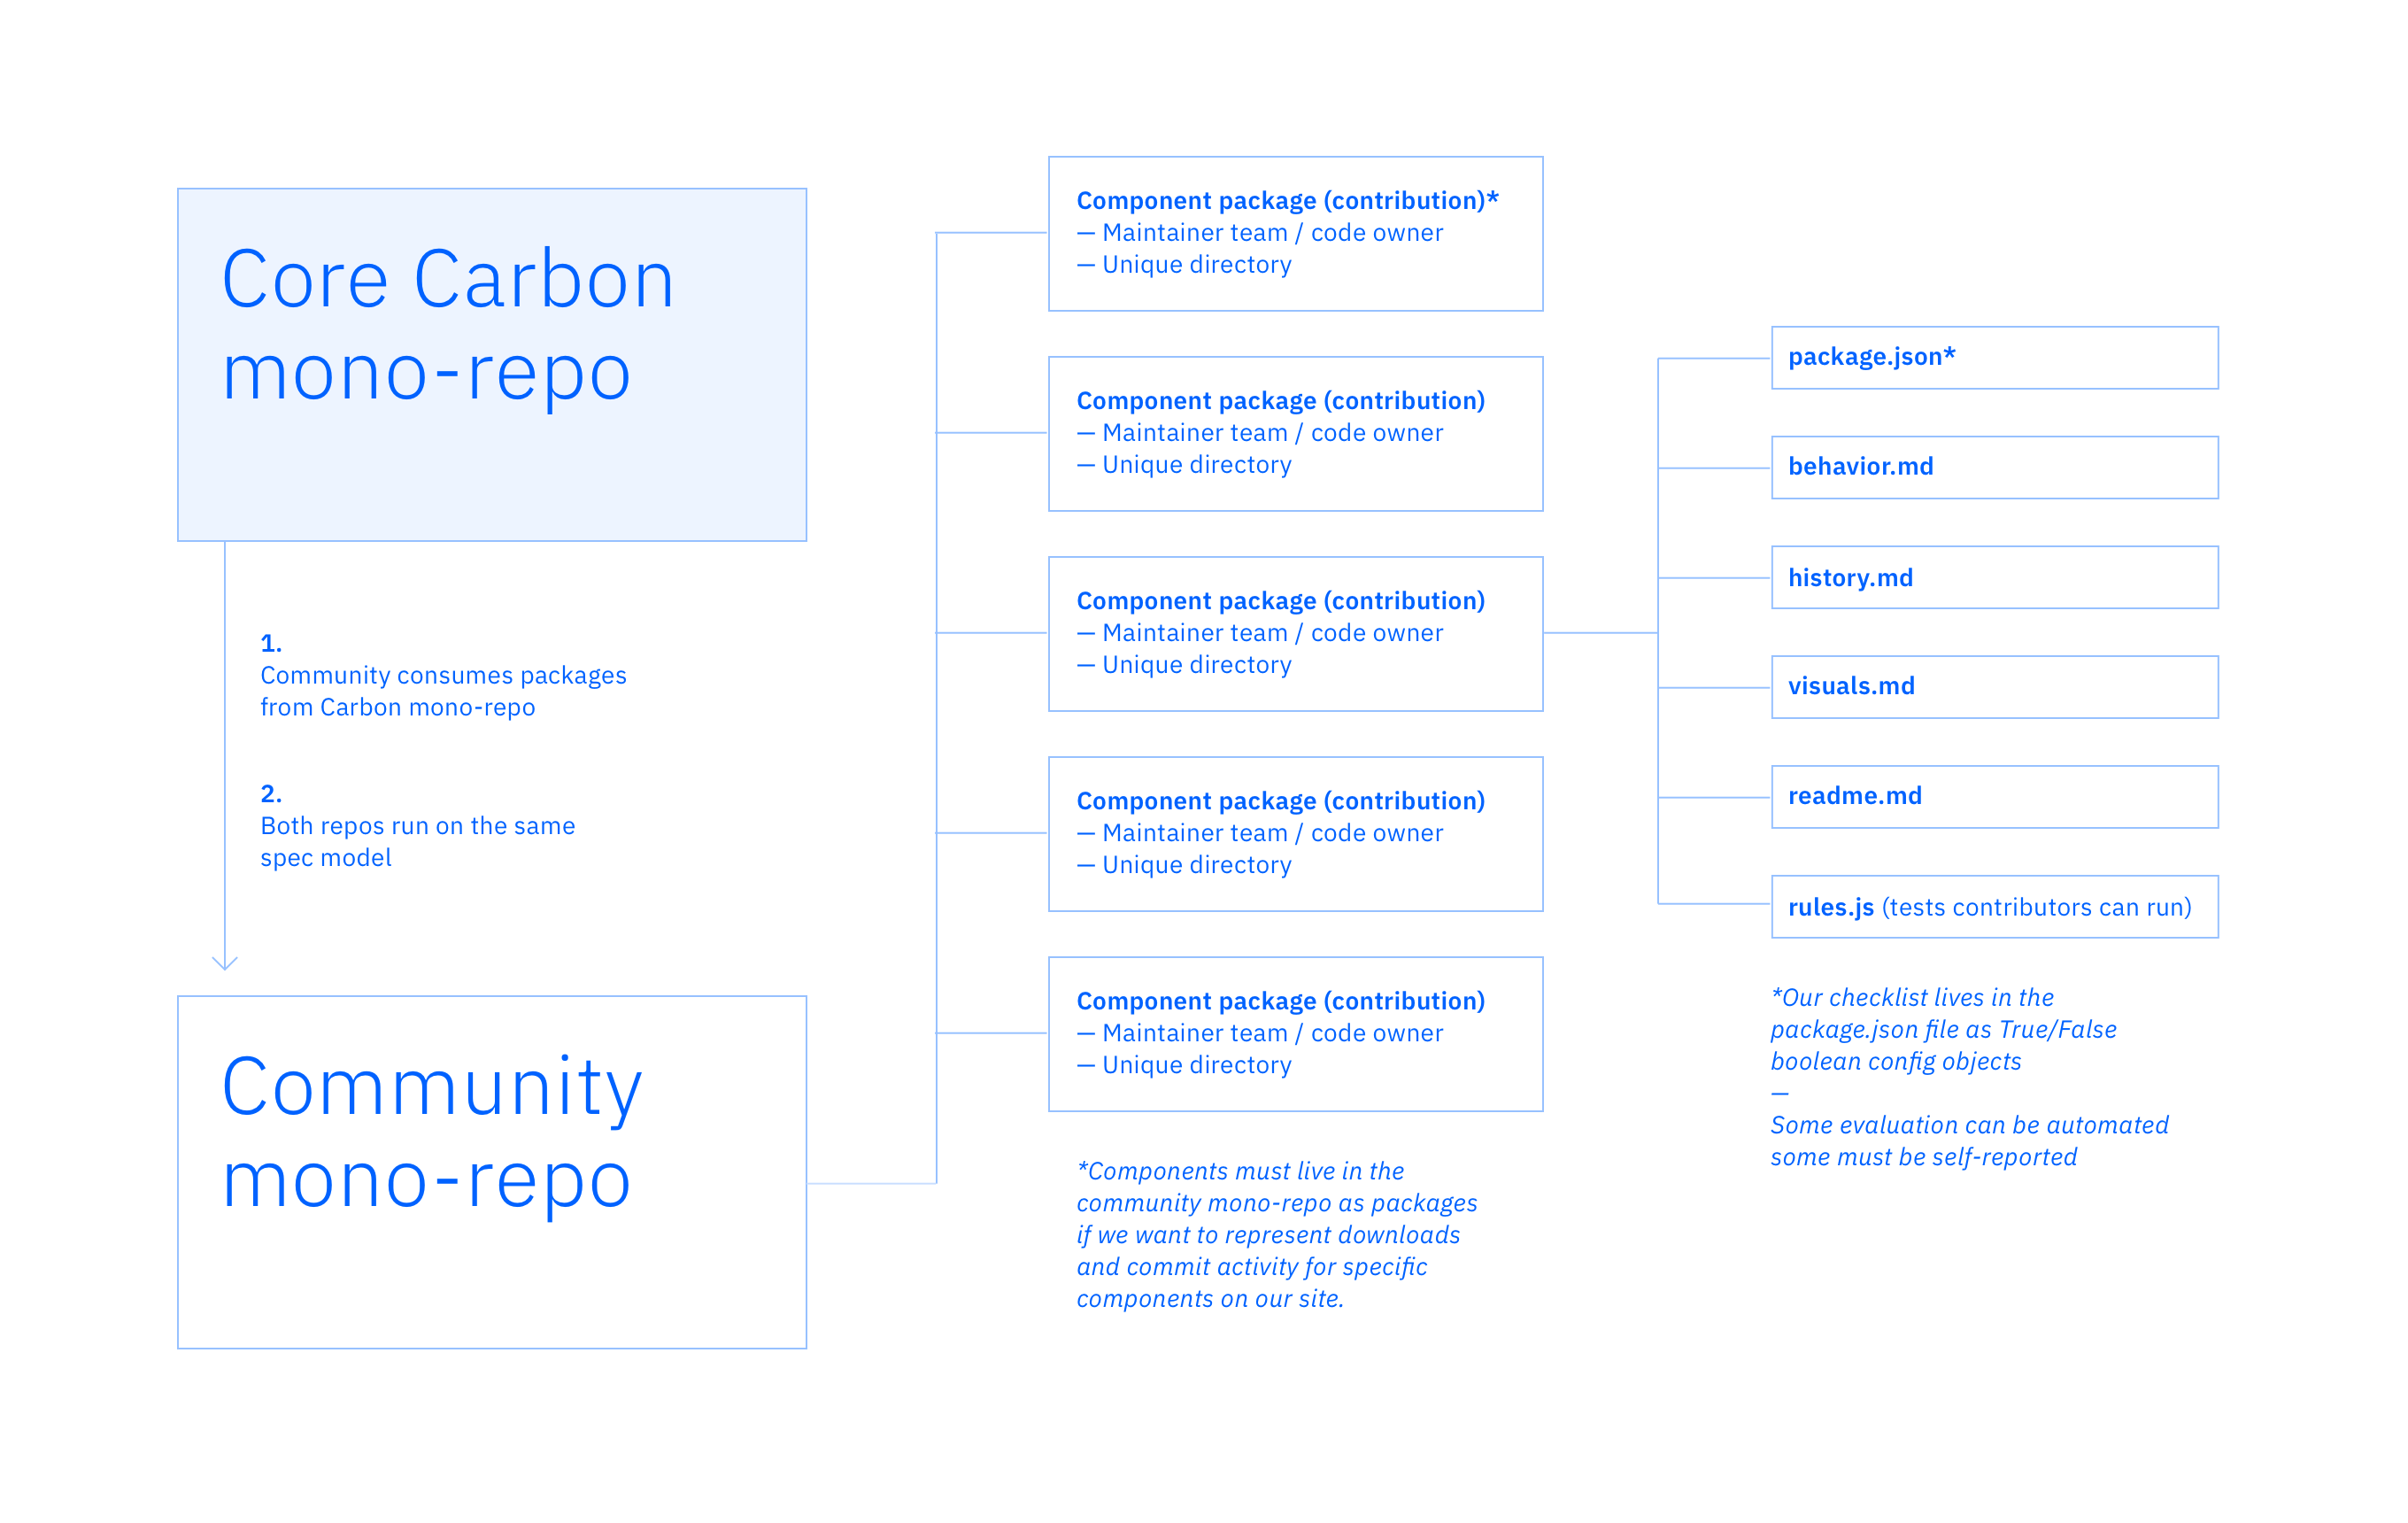 Core Carbon
mono-repo
1.
Community consumes packages
from Carbon mono-repo
2.
Both repos run on the same
spec model
Community
mono-repo
Component package (contribution)*
— Maintainer team / code owner
— Unique directory
Component package (contribution)
— Maintainer team / code owner
— Unique directory
Component package (contribution)
— Maintainer team / code owner
— Unique directory
Component package (contribution)
— Maintainer team / code owner
— Unique directory
Component package (contribution)
— Maintainer team / code owner
— Unique directory
*Components must live in the
community mono-repo as packages
if we want to represent downloads
and commit activity for specific
components on our site.
package.json*
behavior.md
history.md
visuals.md
readme.md
rules.js (tests contributors can run)
*Our checklist lives in the
package.json file as True/False
boolean config objects
—
Some evaluation can be automated
some must be self-reported